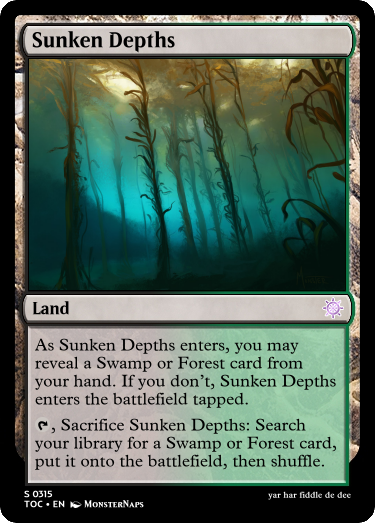 Sunken Depths
Land
As Sunken Depths enters, you may
reveal a Swamp or Forest card from
your hand. If you don't, Sunken Depths
enters the battlefield tapped.
, Sacrifice Sunken Depths: Search
your library for a Swamp or Forest card,
put it onto the battlefield, then shuffle.
S 0315
TOC • EN MonsterNaps
yar har fiddle de dee